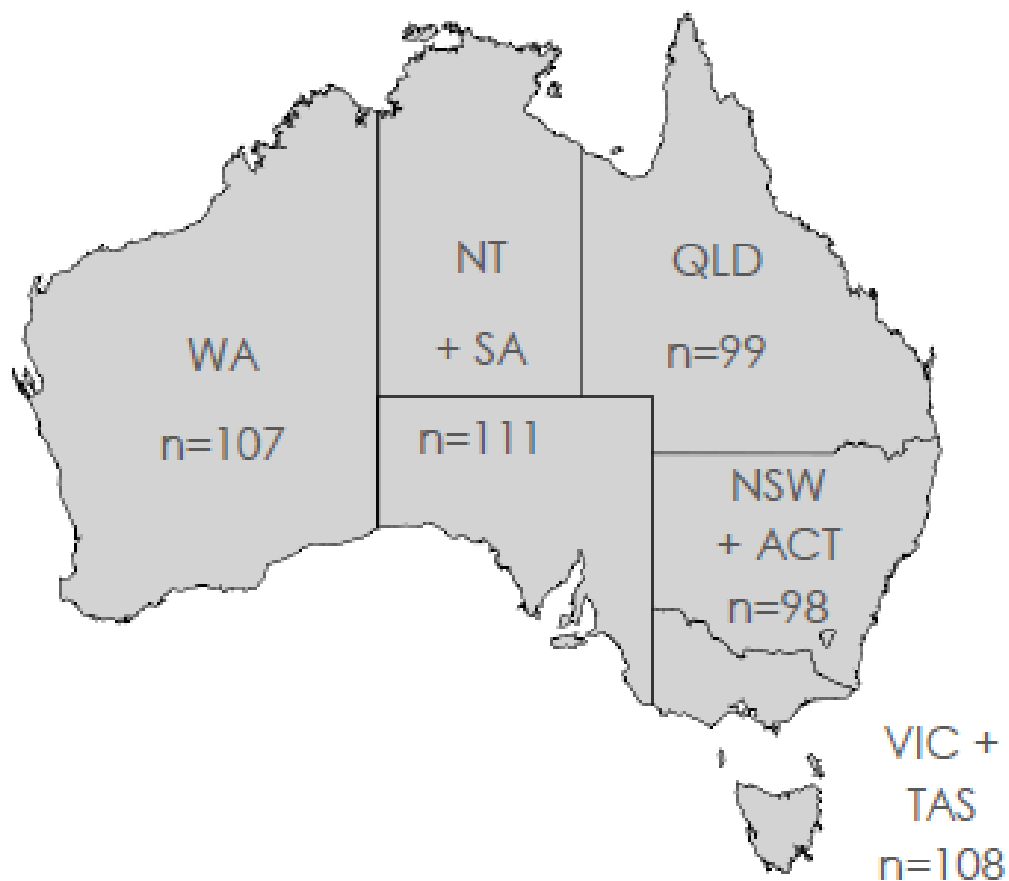 WA
n=107
NT
+ SA
n=111
QLD
n=99
NSW
+ ACT
n=98
VIC +
TAS
n=108